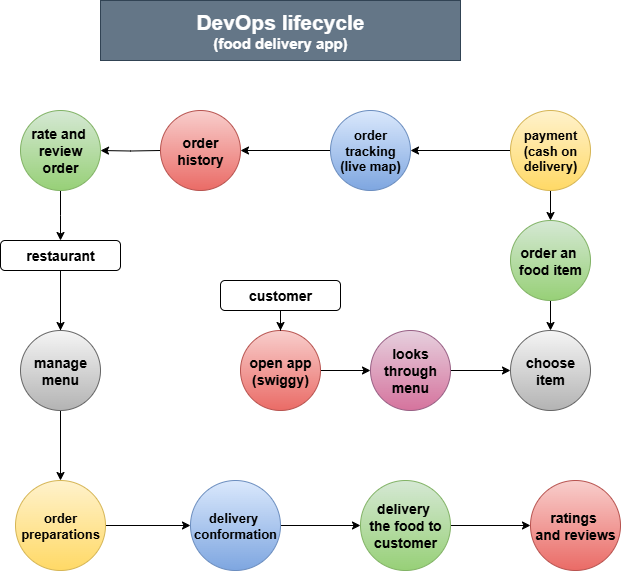 DevOps lifecycle
(food delivery app)
rate and
review
order
order
history
order
tracking
(live map)
payment
(cash on
delivery)
restaurant
order an
food item
customer
manage
menu
open app
(swiggy)
looks
through
menu
choose
item
order
preparations
delivery
conformation
delivery
the food to
customer
ratings
and reviews